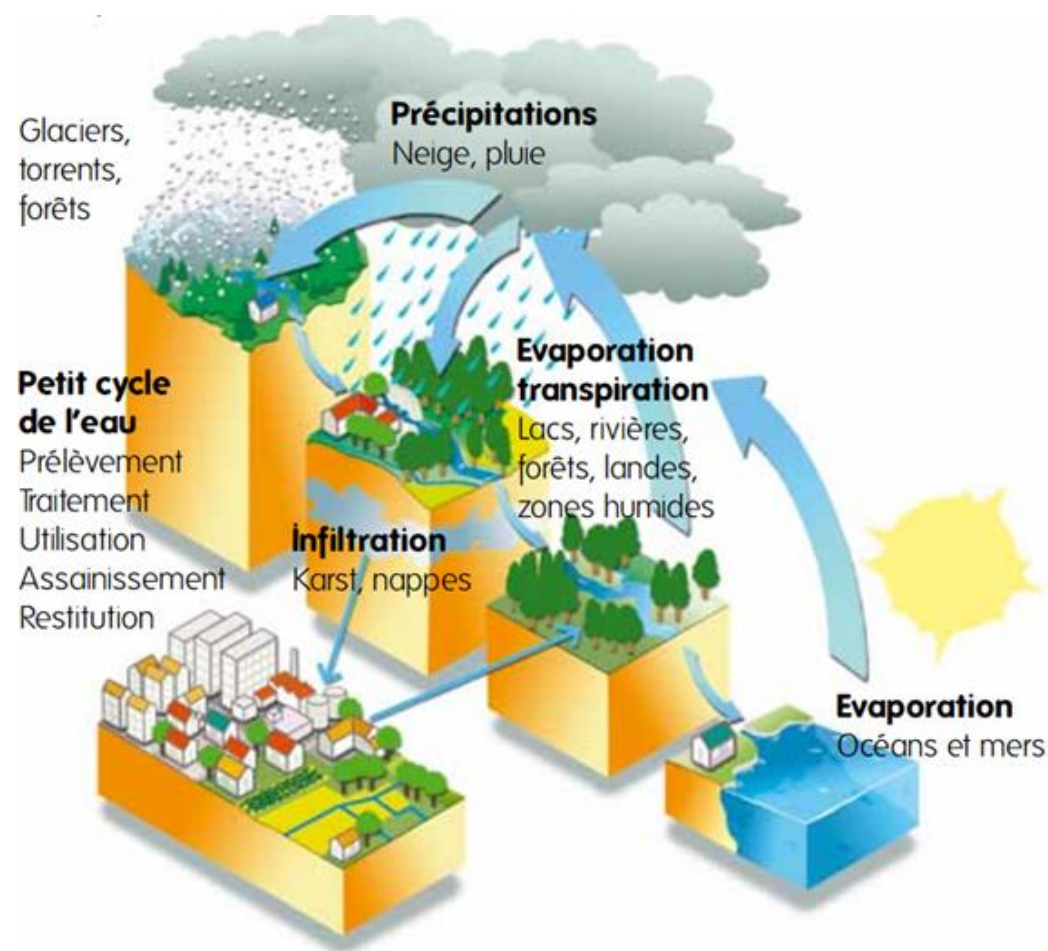 Précipitations
Neige, pluie
Glaciers,
torrents,
forêts
Evaporation
transpiration
Lacs, rivières,
forêts, landes,
zones humides
Petit cycle
de l'eau
Prélèvement
Traitement
Utilisation
Assainissement
Restitution
Infiltration
Karst, nappes
Evaporation
Océans et mers